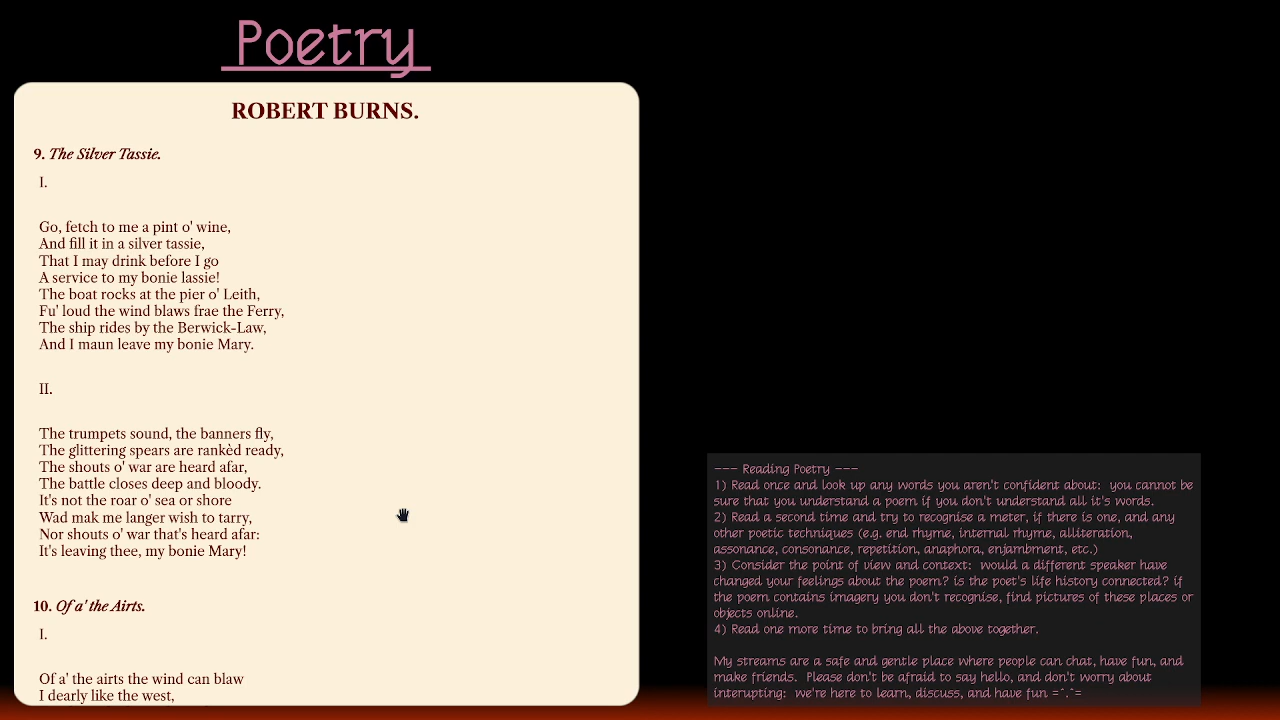 Poetry
ROBERT BURNS.
9. The Silver Tassie.
I.
Go, fetch to me a pint o' wine,
And fill it in a silver tassie,
That I may drink before I go
A service to my bonie lassie!
The boat rocks at the pier o' Leith,
Fu' loud the wind blaws frae the Ferry,
The ship rides by the Berwick-Law,
And I maun leave my bonie Mary.
II.
The trumpets sound, the banners fly,
The glittering spears are rankèd ready,
The shouts o' war are heard afar,
The battle closes deep and bloody.
It's not the roar o' sea or shore
Wad mak me langer wish to tarry,
Nor shouts o' war that's heard afar:
It's leaving thee, my bonie Mary!
10. Of a' the Airts.
I.
Of a' the airts the wind can blaw
I dearly like the west,
--- Reading Poetry ---
1) Read once and look up any words you aren't confident about: you cannot be
sure that you understand a poem if you don't understand all it's words.
2) Read a second time and try to recognise a meter, if there is one, and any
other poetic techniques (e.g. end rhyme, internal rhyme, alliteration,
assonance, consonance, repetition, anaphora, enjambment, etc.)
3) Consider the point of view and context: would a different speaker have
changed your feelings about the poem? is the poet's life history connected? if
the poem contains imagery you don't recognise, find pictures of these places or
objects online.
4) Read one more time to bring all the above together.
My streams are a safe and gentle place where people can chat, have fun, and
make friends. Please don't be afraid to say hello, and don't worry about
interupting: we're here to learn, discuss, and have fun =^.^=